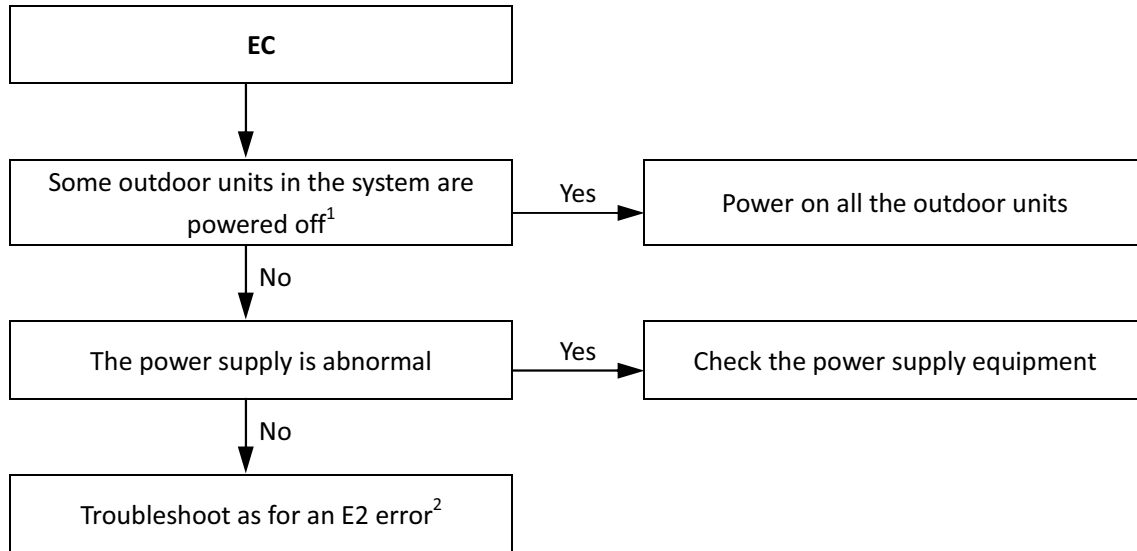 EC
Some outdoor units in the system are
powered off¹
Yes
Power on all the outdoor units
No
The power supply is abnormal
Yes
Check the power supply equipment
No
Troubleshoot as for an E2 error²